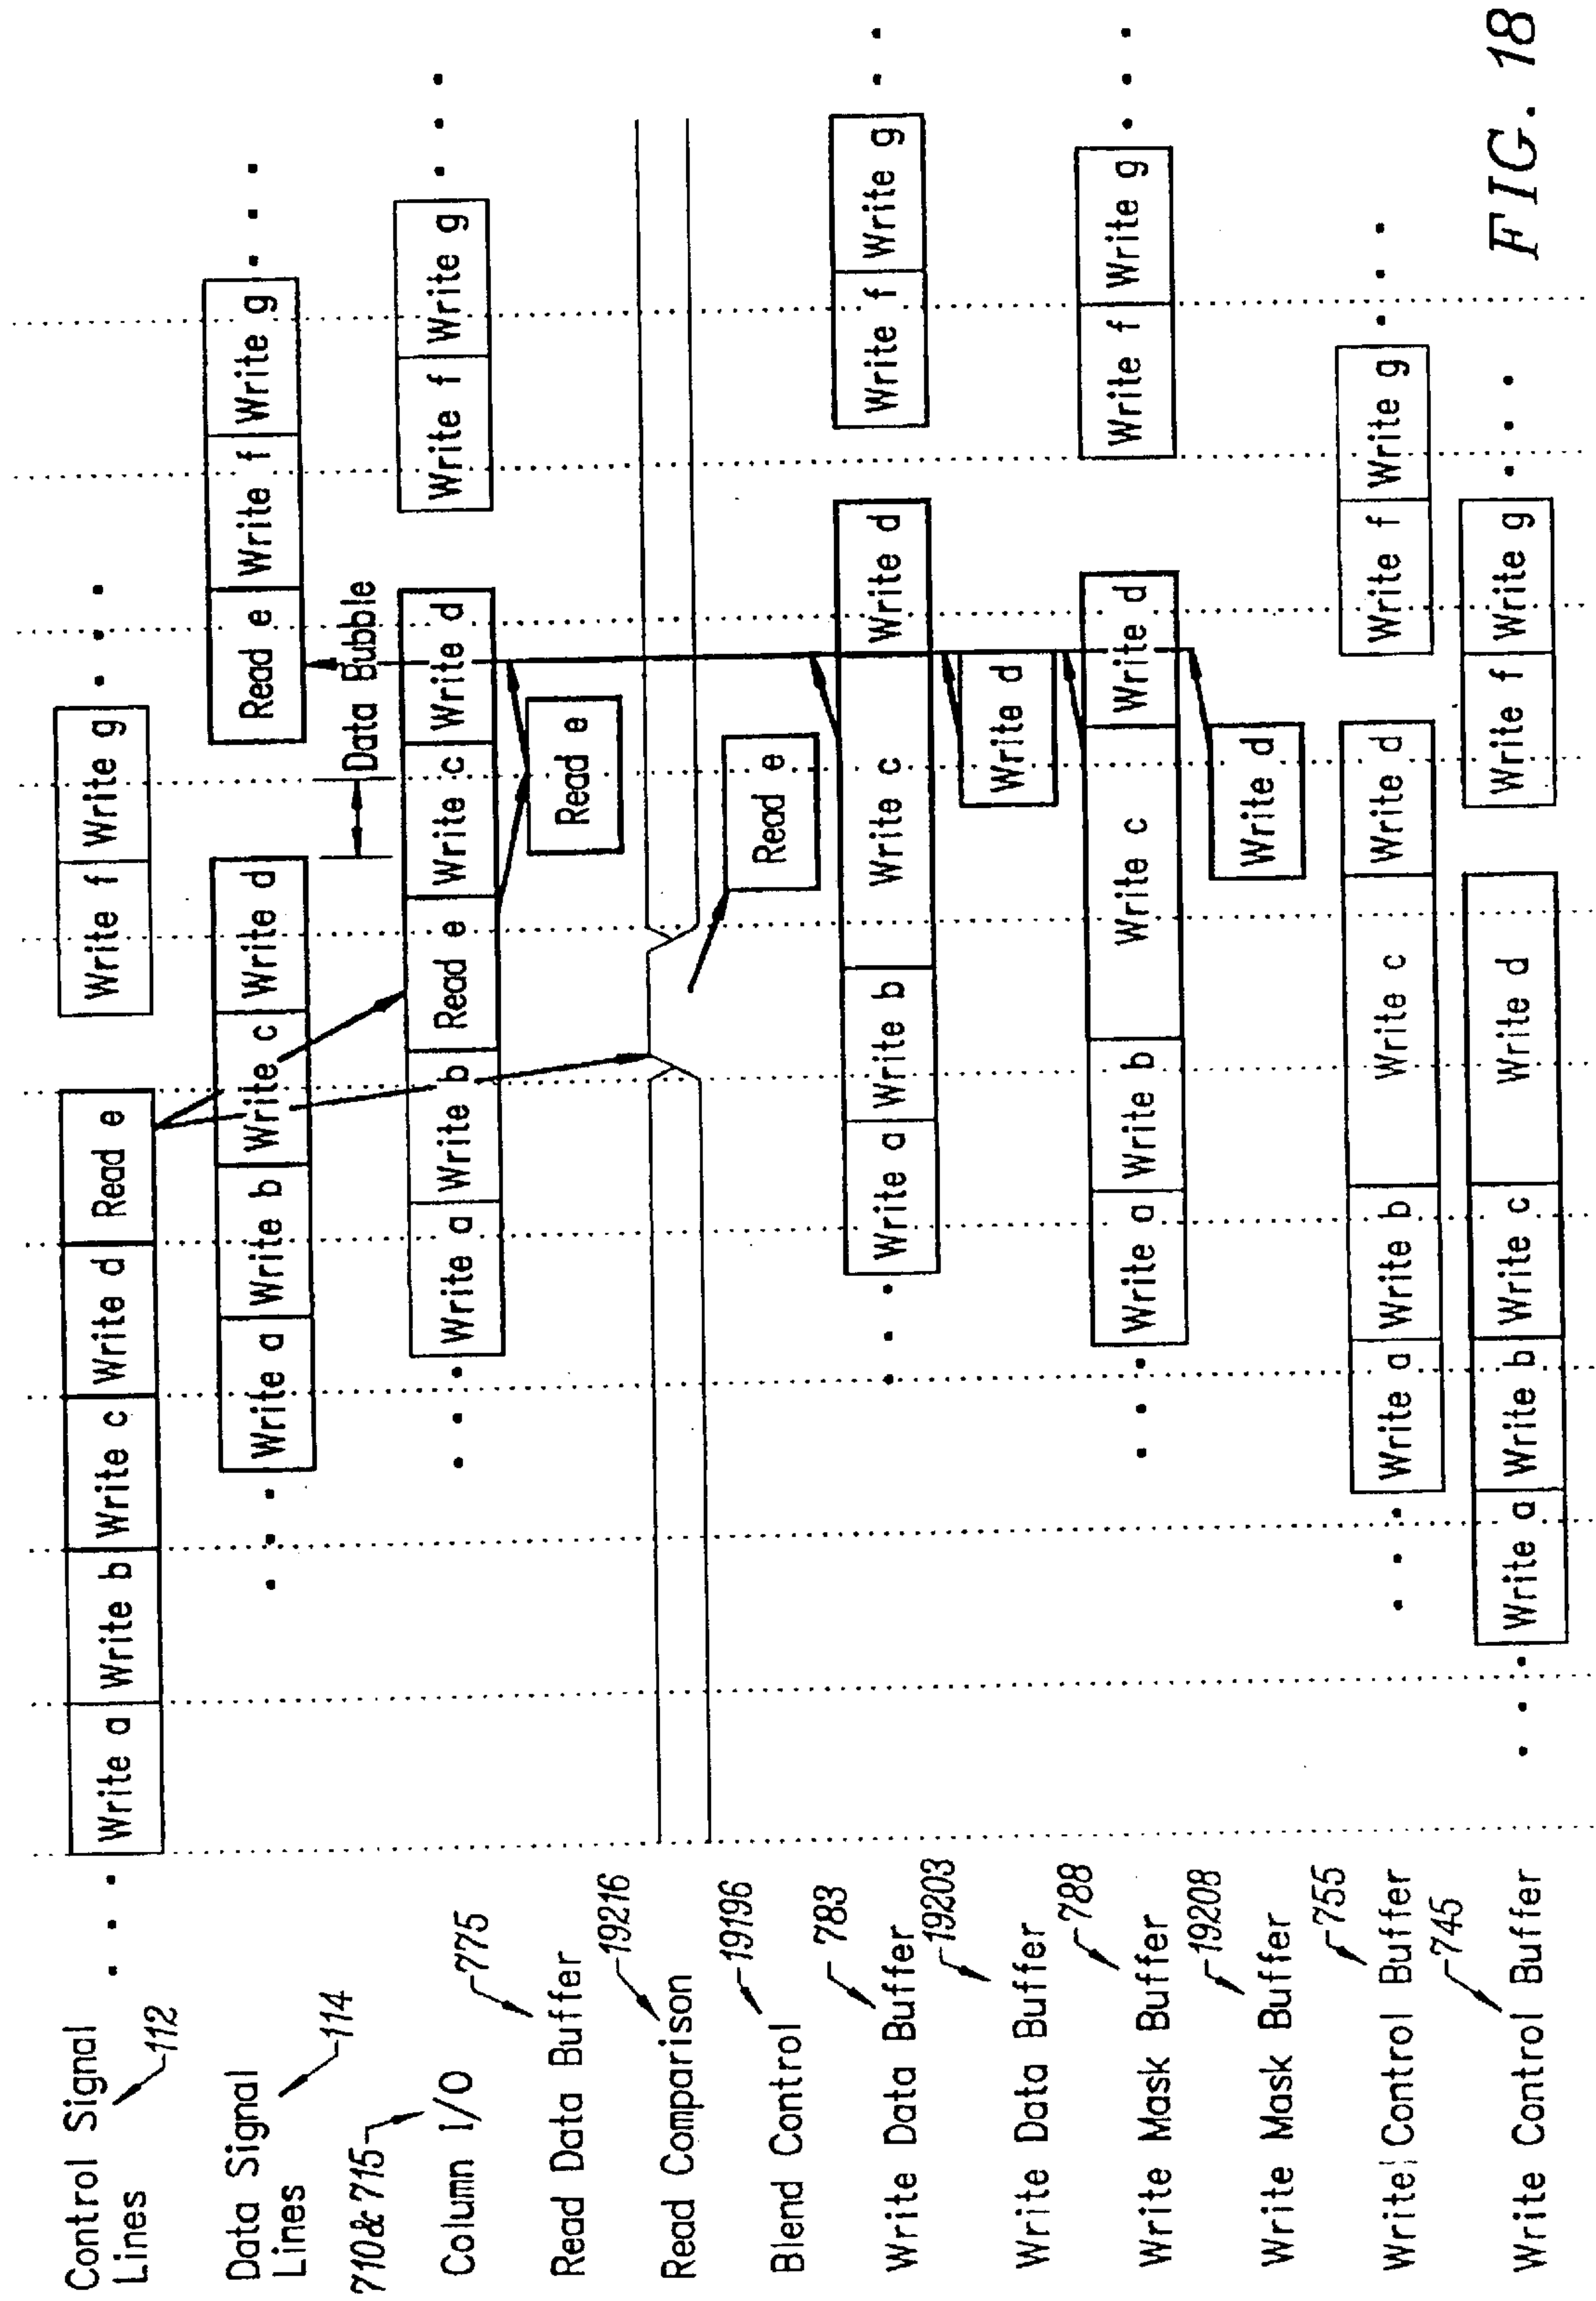 Control Signal
Lines
112
. . . Write a Write b Write c Write d Read e Write f Write g . . .
Data Signal
Lines
114
. . . Write a Write b Write c Write d Read e Write f Write g . . .
Data Bubble
710 & 715
Column I/O
. . . Write a Write b Read e Write c Write d Write f Write g . . .
775
Read Data Buffer
Read e
19216
Read Comparison
19196
Blend Control
Read e
783
Write Data Buffer
. . . Write a Write b Write c Write d Write f Write g . . .
19203
Write Data Buffer
Write d
788
Write Mask Buffer
. . . Write a Write b Write c Write d Write f Write g . . .
19208
Write Mask Buffer
Write d
755
Write Control Buffer
. . . Write a Write b Write c Write d Write f Write g . . .
745
Write Control Buffer
. . . Write a Write b Write c Write d Write f Write g . . .
FIG. 18